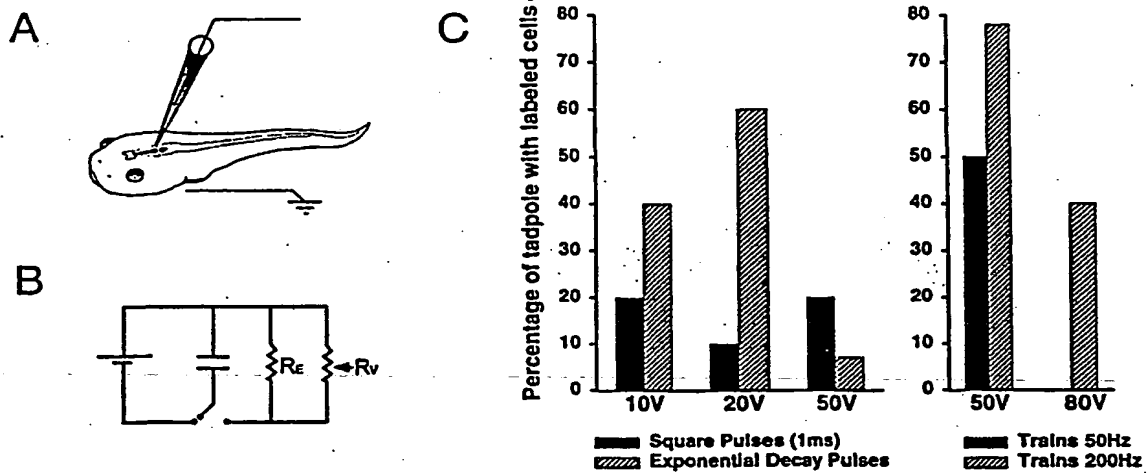 A
B
RE
RV
C
Percentage of tadpole with labeled cells
80
70
60
50
40
30
20
10
0
10V
20V
50V
Square Pulses (1ms)
Exponential Decay Pulses
80
70
60
50
40
30
20
10
0
50V
80V
Trains 50Hz
Trains 200Hz